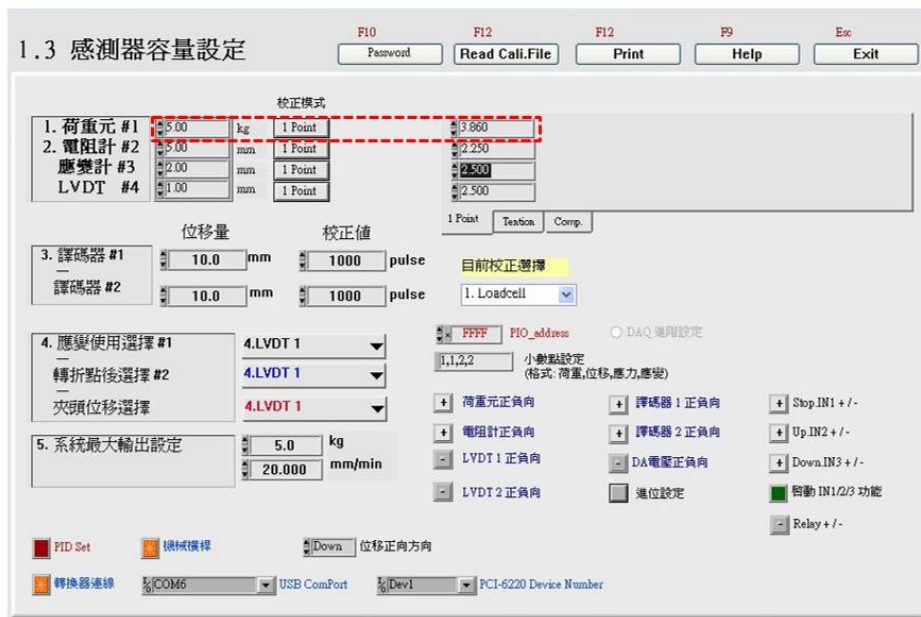 1.3 感測器容量設定
F10 F12 F12 F9 Esc
Password Read Cali.File Print Help Exit
校正模式
1. 荷重元 #1 5.00 kg 1 Point 3.860
2. 電阻計 #2 5.00 mm 1 Point 2.250
應變計 #3 2.00 mm 1 Point 2.500
LVDT #4 1.00 mm 1 Point 2.500
1 Point Tention Comp.
位移量 校正値
3. 譯碼器 #1 10.0 mm 1000 pulse
目前校正選擇
譯碼器 #2 10.0 mm 1000 pulse
1. Loadcell
FFFF PIO_address DAQ 進階設定
4. 應變使用選擇 #1 4.LVDT 1
1,1,2,2 小數點設定
(格式: 荷重,位移,應力,應變)
轉折點後選擇 #2 4.LVDT 1
夾頭位移選擇 4.LVDT 1
+ 荷重元正負向 + 譯碼器 1 正負向 + Stop.IN1 + / -
+ 電阻計正負向 + 譯碼器 2 正負向 + Up.IN2 + / -
5. 系統最大輸出設定 5.0 kg
20.000 mm/min
- LVDT 1 正負向 - DA電壓正負向 + Down.IN3 + / -
- LVDT 2 正負向 進位設定 啓動 IN1/2/3 功能
- Relay + / -
PID Set 機械橫桿 Down 位移正向方向
轉換器連線 COM6 USB ComPort Dev1 PCI-6220 Device Number